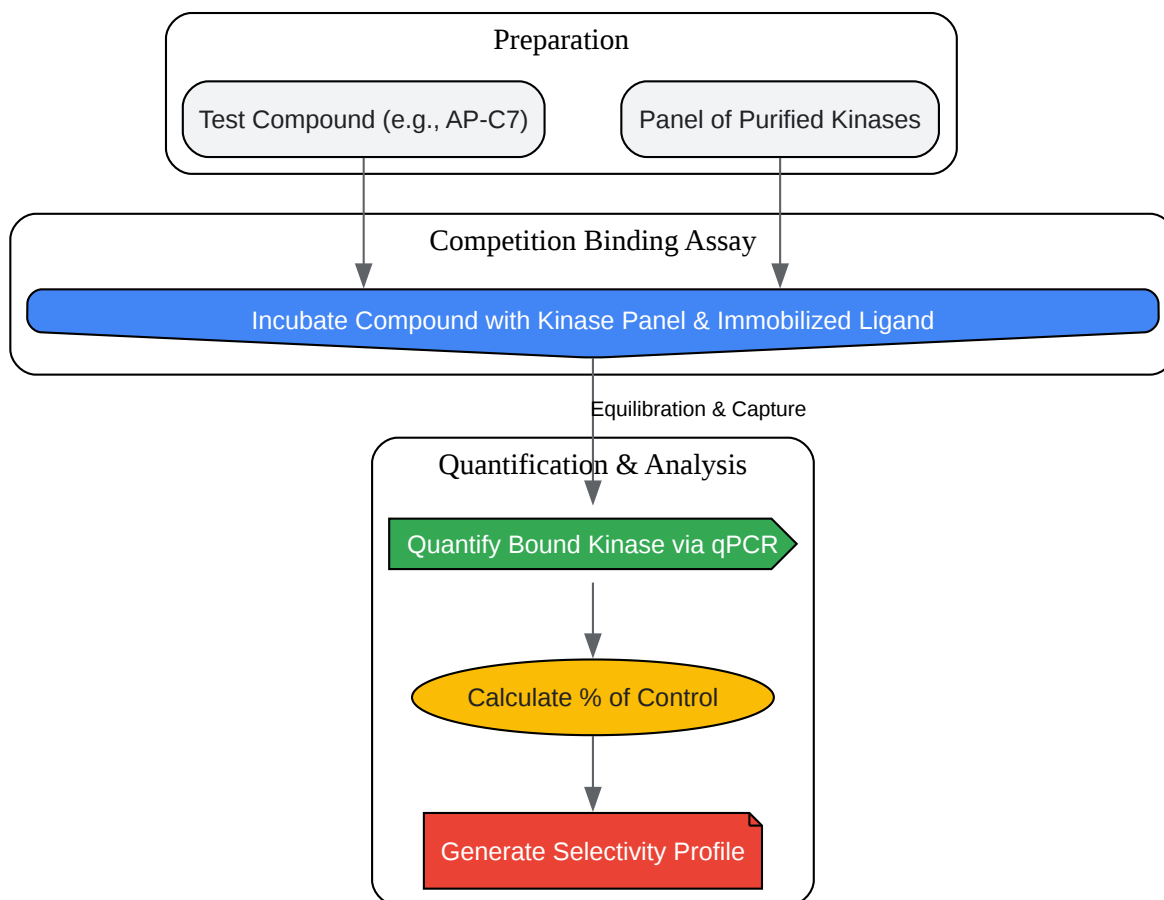 Preparation
Test Compound (e.g., AP-C7)
Panel of Purified Kinases
Competition Binding Assay
Incubate Compound with Kinase Panel & Immobilized Ligand
Equilibration & Capture
Quantification & Analysis
Quantify Bound Kinase via qPCR
Calculate % of Control
Generate Selectivity Profile